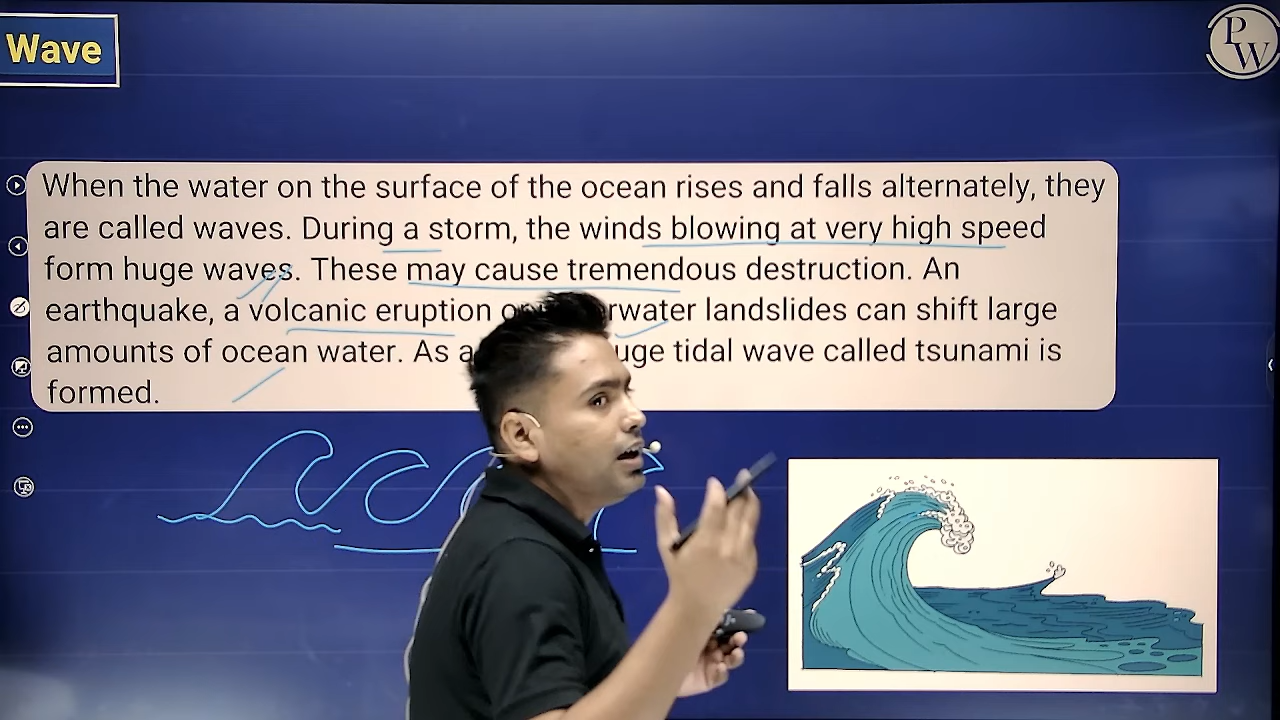 Wave
PW
When the water on the surface of the ocean rises and falls alternately, they
are called waves. During a storm, the winds blowing at very high speed
form huge waves. These may cause tremendous destruction. An
earthquake, a volcanic eruption landslides can shift large
amounts of ocean water. As tidal wave called tsunami is
formed.